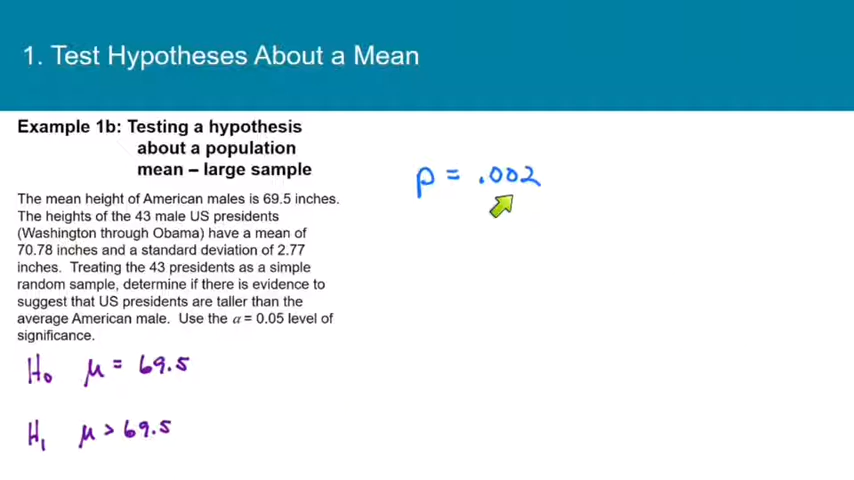 1. Test Hypotheses About a Mean
Example 1b: Testing a hypothesis
about a population
mean – large sample
The mean height of American males is 69.5 inches.
The heights of the 43 male US presidents
(Washington through Obama) have a mean of
70.78 inches and a standard deviation of 2.77
inches. Treating the 43 presidents as a simple
random sample, determine if there is evidence to
suggest that US presidents are taller than the
average American male. Use the α = 0.05 level of
significance.
H₀ μ = 69.5
H₁ μ > 69.5
p = .002